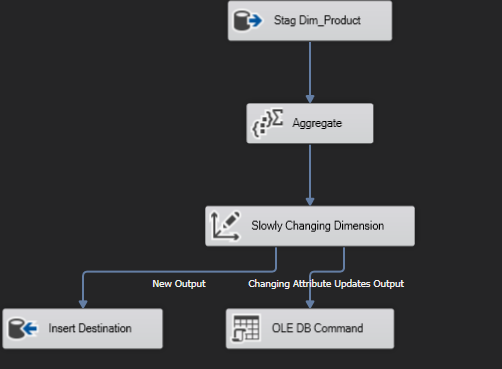 Stag Dim_Product
Aggregate
Slowly Changing Dimension
New Output
Changing Attribute Updates Output
Insert Destination
OLE DB Command